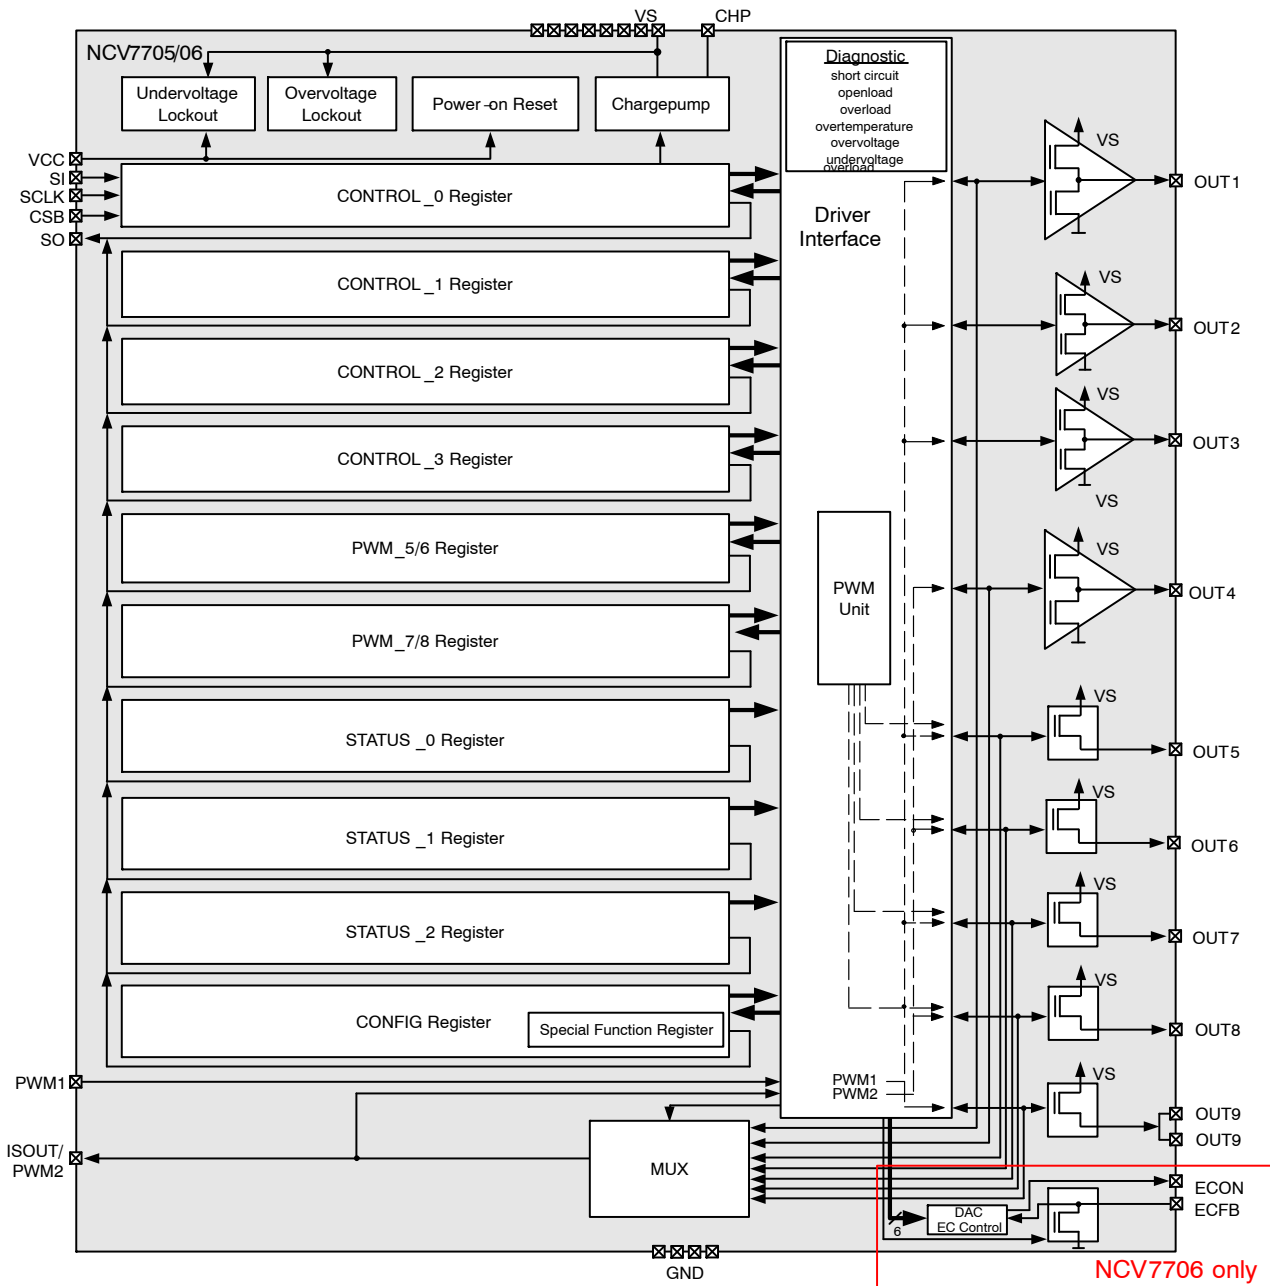 VS
CHP
NCV7705/06
Undervoltage
Lockout
Overvoltage
Lockout
Power-on Reset
Chargepump
Diagnostic
short circuit
openload
overload
overtemperature
overvoltage
undervoltage
overload
Driver
Interface
VCC
SI
SCLK
CSB
SO
CONTROL_0 Register
CONTROL_1 Register
CONTROL_2 Register
CONTROL_3 Register
PWM_5/6 Register
PWM_7/8 Register
STATUS_0 Register
STATUS_1 Register
STATUS_2 Register
CONFIG Register
Special Function Register
PWM
Unit
VS
OUT1
VS
OUT2
VS
OUT3
VS
VS
OUT4
VS
OUT5
VS
OUT6
VS
OUT7
VS
OUT8
VS
OUT9
OUT9
PWM1
PWM1
PWM2
ISOUT/
PWM2
MUX
ECON
ECFB
DAC
EC Control
6
GND
NCV7706 only